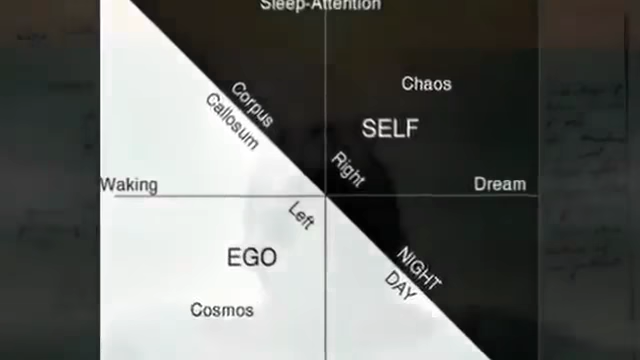 Sleep-Attention
Chaos
Corpus
Callosum
SELF
Right
Waking
Dream
Left
EGO
NIGHT
DAY
Cosmos